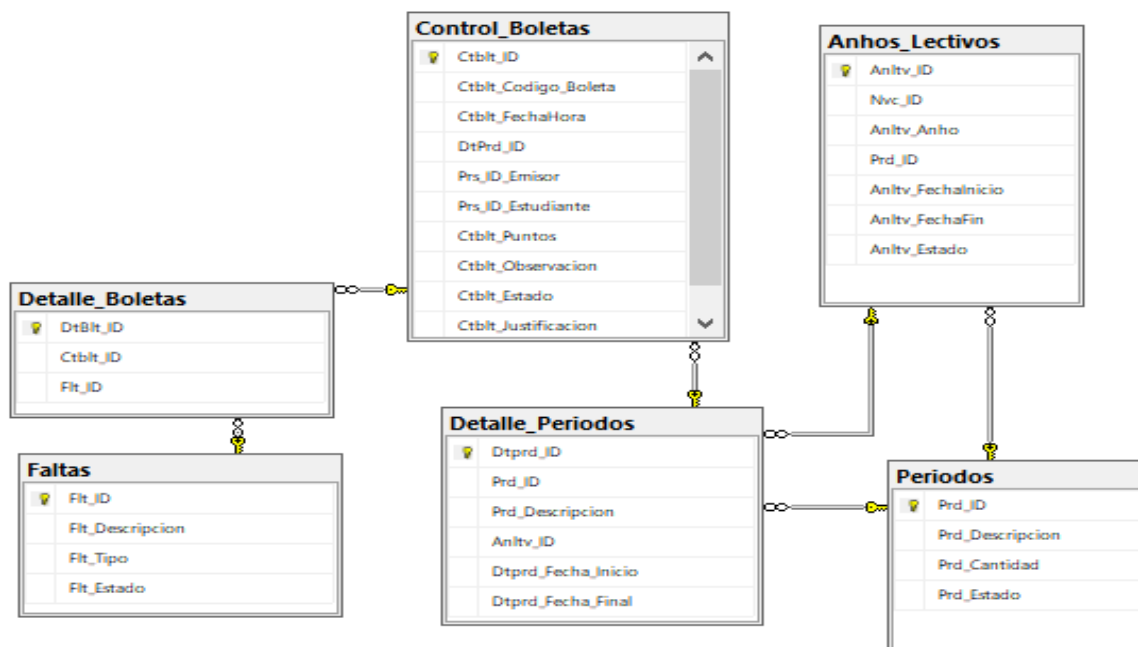 Control_Boletas
Ctblt_ID
Ctblt_Codigo_Boleta
Ctblt_FechaHora
DtPrd_ID
Prs_ID_Emisor
Prs_ID_Estudiante
Ctblt_Puntos
Ctblt_Observacion
Ctblt_Estado
Ctblt_Justificacion
Anhos_Lectivos
Anltv_ID
Nvc_ID
Anltv_Anho
Prd_ID
Anltv_FechaInicio
Anltv_FechaFin
Anltv_Estado
Detalle_Boletas
DtBlt_ID
Ctblt_ID
Flt_ID
Faltas
Flt_ID
Flt_Descripcion
Flt_Tipo
Flt_Estado
Detalle_Periodos
Dtprd_ID
Prd_ID
Prd_Descripcion
Anltv_ID
Dtprd_Fecha_Inicio
Dtprd_Fecha_Final
Periodos
Prd_ID
Prd_Descripcion
Prd_Cantidad
Prd_Estado